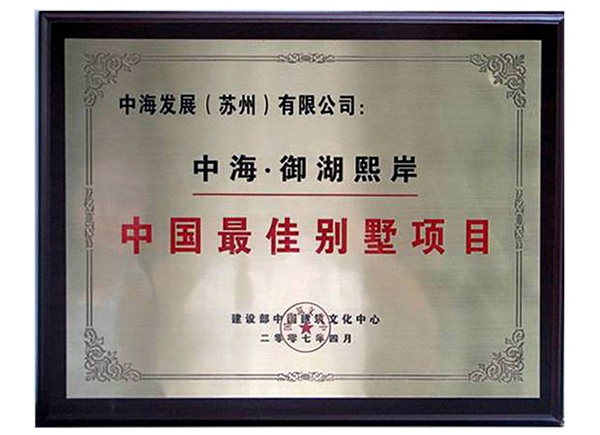 中海发展（苏州）有限公司：
中海·御湖熙岸
中国最佳别墅项目
建设部中国建筑文化中心
二零零七年四月